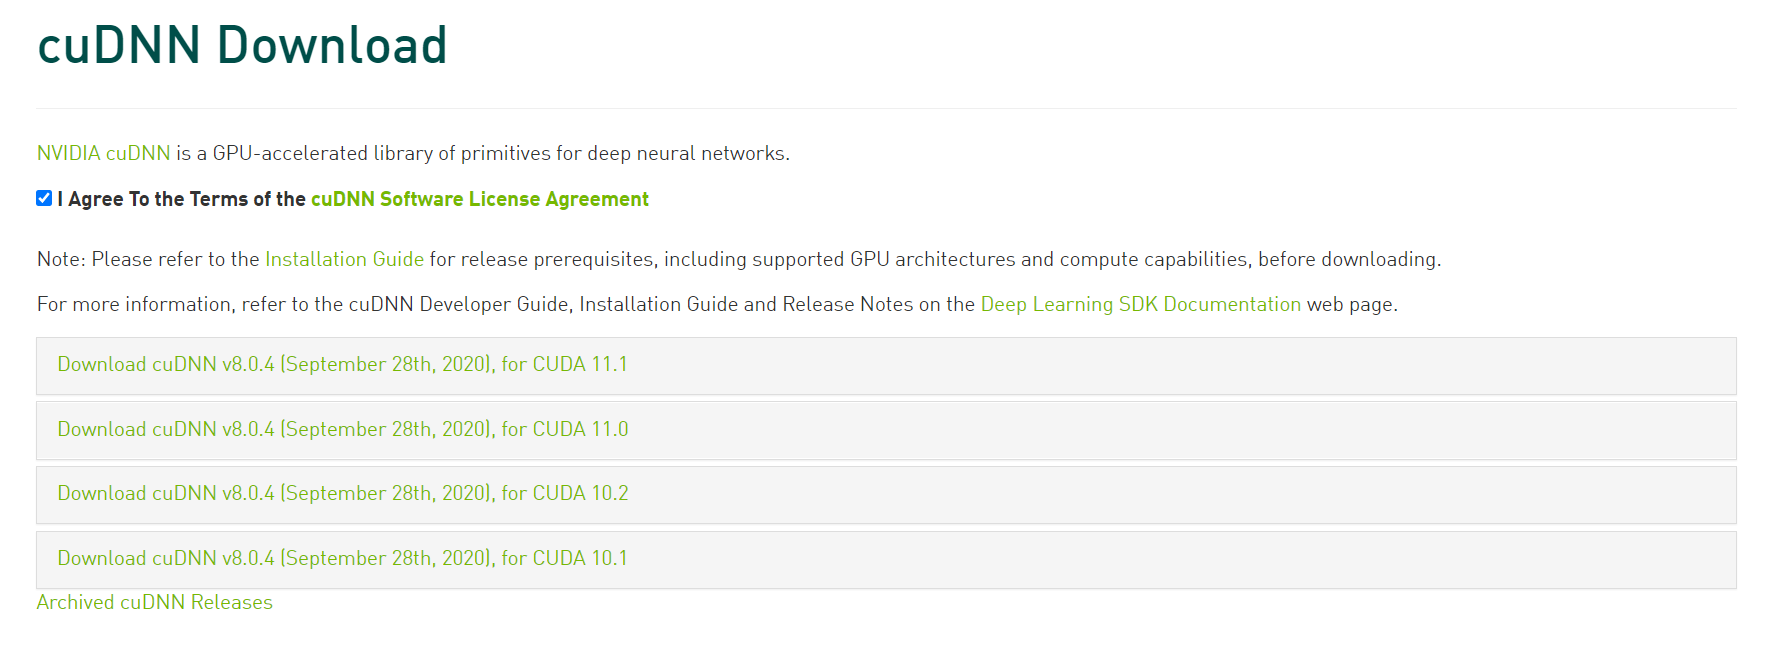 cuDNN Download
NVIDIA cuDNN is a GPU-accelerated library of primitives for deep neural networks.
I Agree To the Terms of the cuDNN Software License Agreement
Note: Please refer to the Installation Guide for release prerequisites, including supported GPU architectures and compute capabilities, before downloading.
For more information, refer to the cuDNN Developer Guide, Installation Guide and Release Notes on the Deep Learning SDK Documentation web page.
Download cuDNN v8.0.4 (September 28th, 2020), for CUDA 11.1
Download cuDNN v8.0.4 (September 28th, 2020), for CUDA 11.0
Download cuDNN v8.0.4 (September 28th, 2020), for CUDA 10.2
Download cuDNN v8.0.4 (September 28th, 2020), for CUDA 10.1
Archived cuDNN Releases